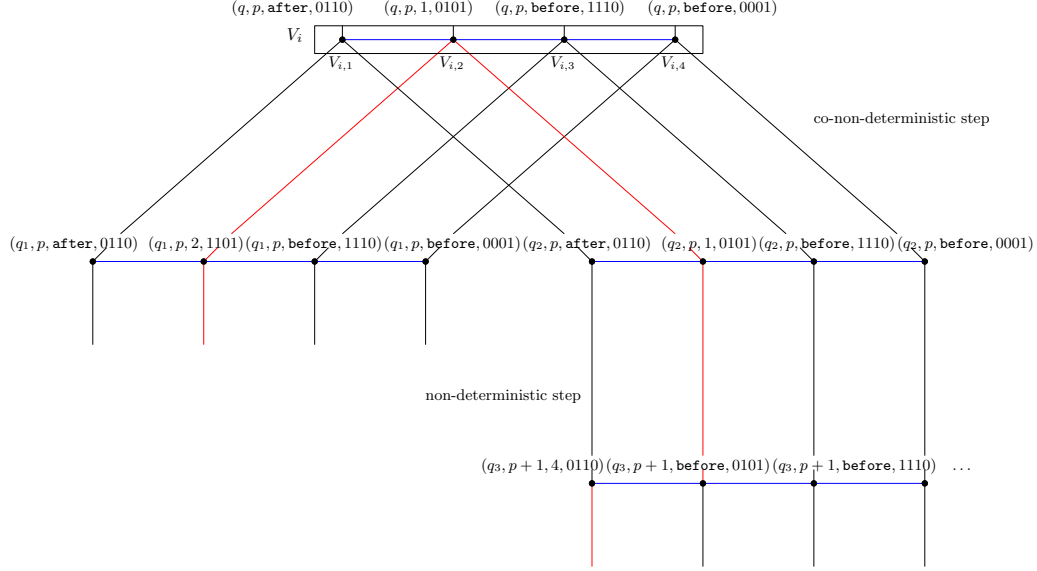 (q, p, after, 0110) (q, p, 1, 0101) (q, p, before, 1110) (q, p, before, 0001)
V_i
V_{i,1} V_{i,2} V_{i,3} V_{i,4}
co-non-deterministic step
(q_1, p, after, 0110) (q_1, p, 2, 1101) (q_1, p, before, 1110) (q_1, p, before, 0001) (q_2, p, after, 0110) (q_2, p, 1, 0101) (q_2, p, before, 1110) (q_2, p, before, 0001)
non-deterministic step
(q_3, p + 1, 4, 0110) (q_3, p + 1, before, 0101) (q_3, p + 1, before, 1110) ...